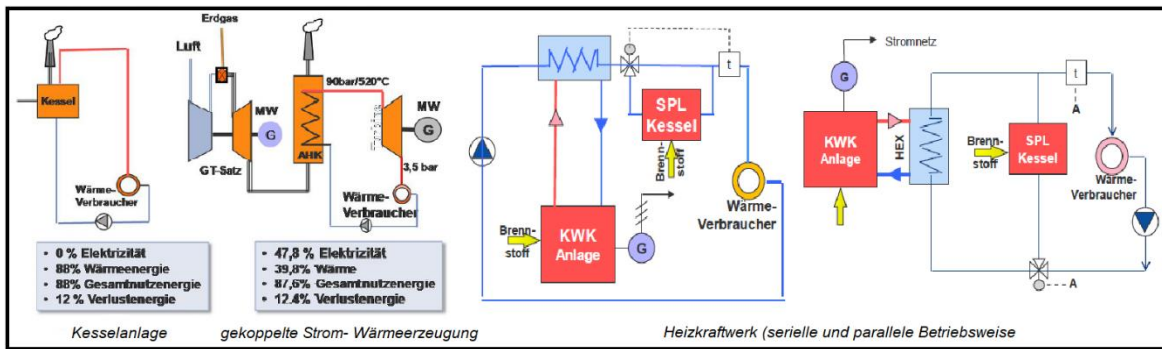 Kessel
Wärme-
Verbraucher
• 0 % Elektrizität
• 88% Wärmeenergie
• 88% Gesamtnutzenergie
• 12 % Verlustenergie
Kesselanlage
Erdgas
Luft
MW
G
GT-Satz
90bar/520°C
AHK
MW
G
3,5 bar
Wärme-
Verbraucher
• 47,8 % Elektrizität
• 39,8% Wärme
• 87,6% Gesamtnutzenergie
• 12.4% Verlustenergie
gekoppelte Strom- Wärmeerzeugung
t
SPL
Kessel
Brenn-
stoff
Wärme-
Verbraucher
Brenn-
stoff
KWK
Anlage
G
Stromnetz
G
KWK
Anlage
HEX
t
A
Brenn-
stoff
SPL
Kessel
Wärme-
Verbraucher
A
Heizkraftwerk (serielle und parallele Betriebsweise